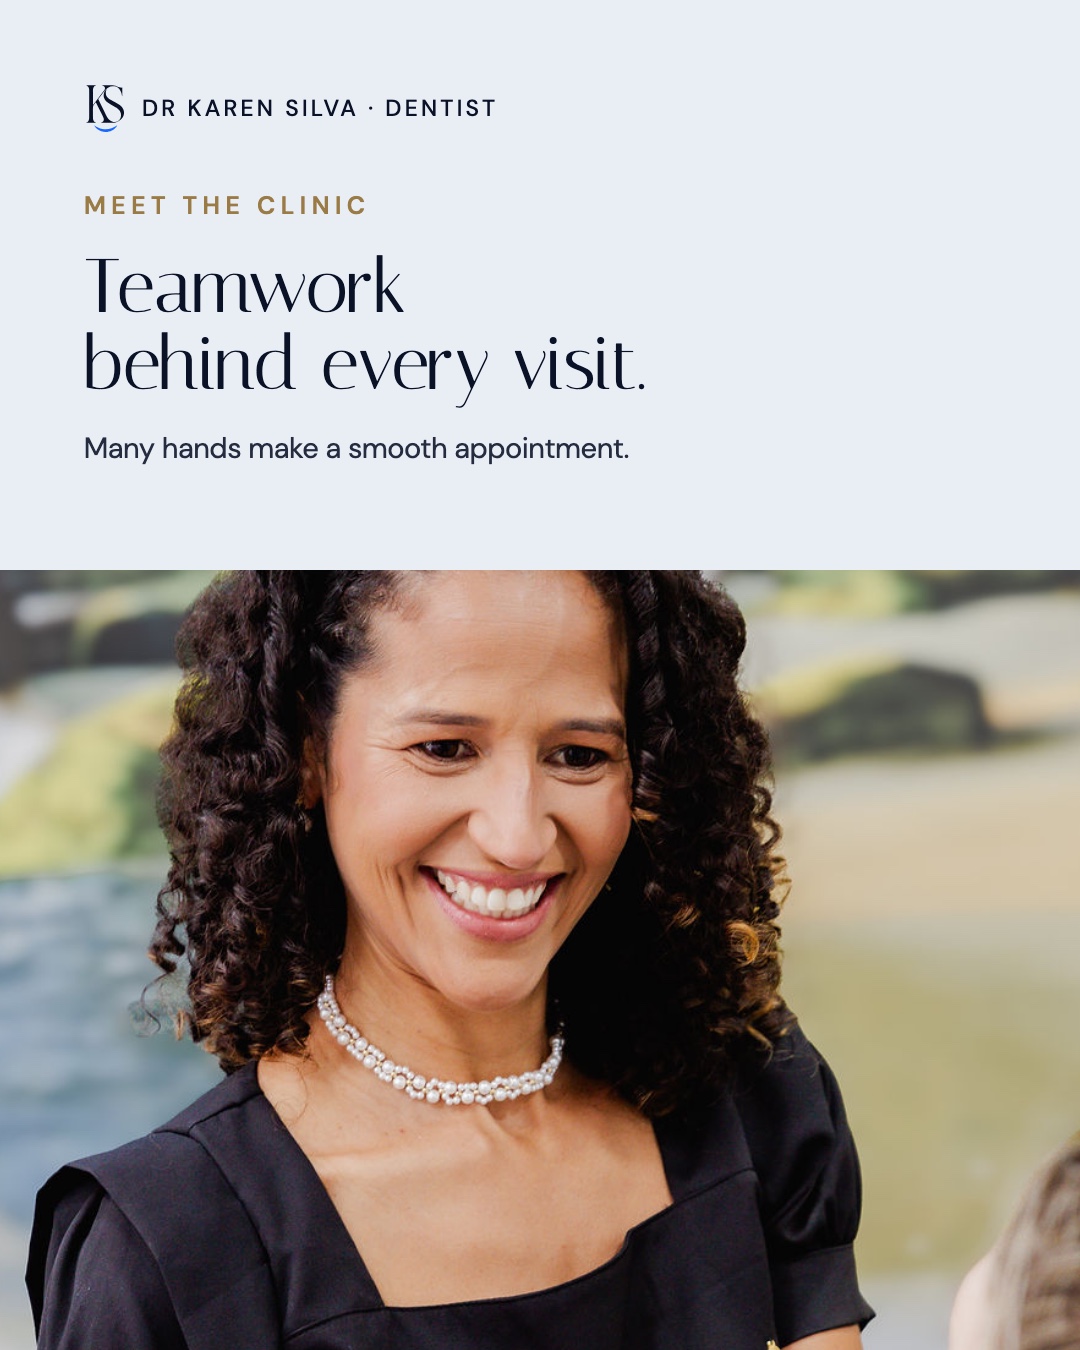 KS DR KAREN SILVA · DENTIST
MEET THE CLINIC
Teamwork
behind every visit.
Many hands make a smooth appointment.